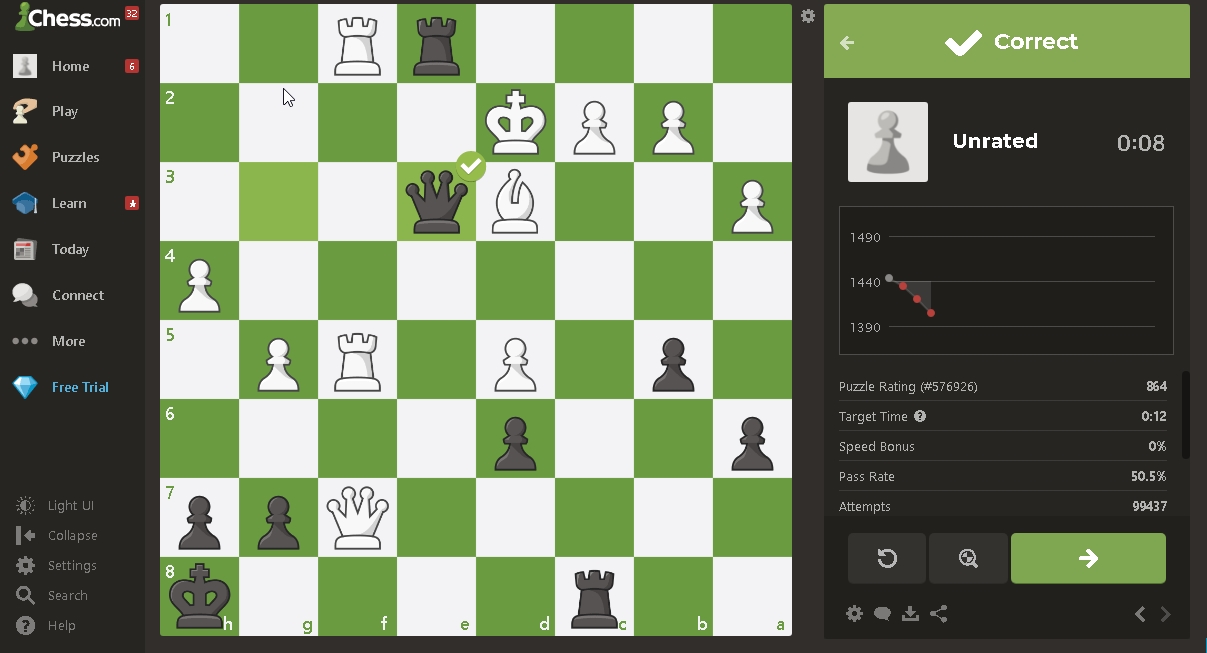 Chess.com 32
Home 6
Play
Puzzles
Learn
Today
Connect
More
Free Trial
Light UI
Collapse
Settings
Search
Help
1
2
3
4
5
6
7
8
h g f e d c b a
Correct
Unrated 0:08
1490
1440
1390
Puzzle Rating (#576926) 864
Target Time ? 0:12
Speed Bonus 0%
Pass Rate 50.5%
Attempts 99437